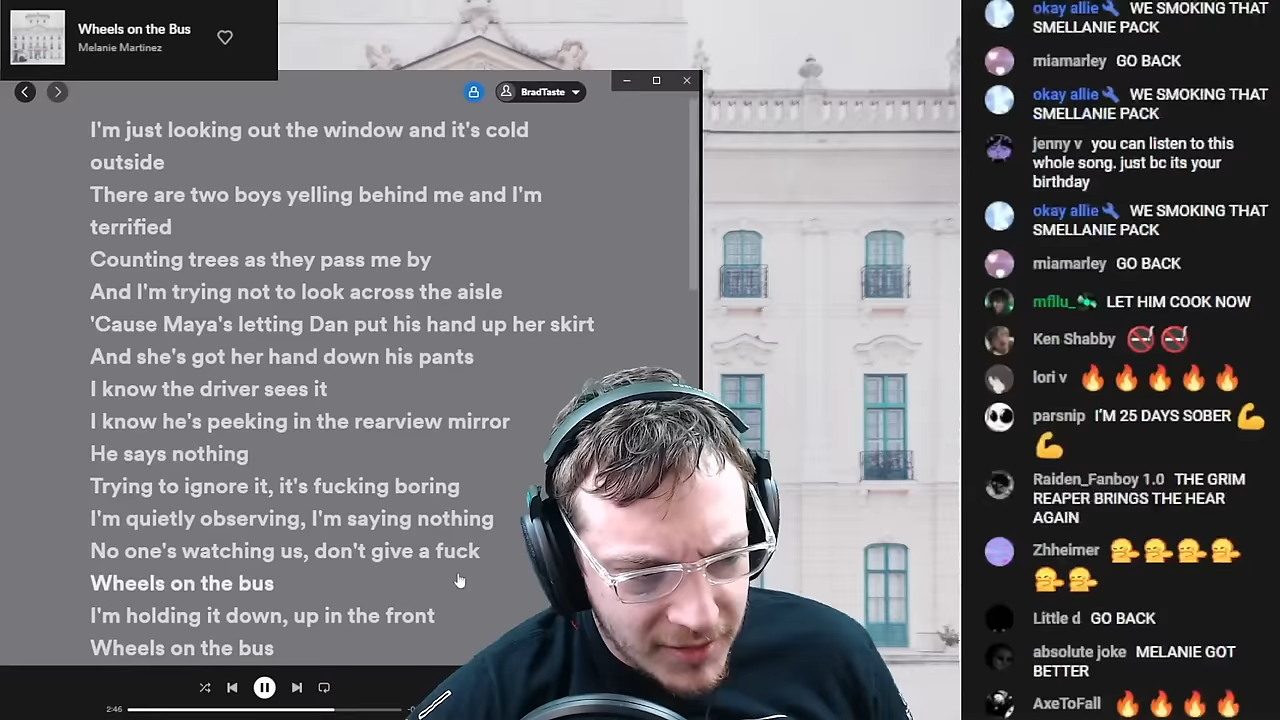 Wheels on the Bus
Melanie Martinez
BradTaste
I'm just looking out the window and it's cold
outside
There are two boys yelling behind me and I'm
terrified
Counting trees as they pass me by
And I'm trying not to look across the aisle
'Cause Maya's letting Dan put his hand up her skirt
And she's got her hand down his pants
I know the driver sees it
I know he's peeking in the rearview mirror
He says nothing
Trying to ignore it, it's fucking boring
I'm quietly observing, I'm saying nothing
No one's watching us, don't give a fuck
Wheels on the bus
I'm holding it down, up in the front
Wheels on the bus
2:46
okay allie WE SMOKING THAT
SMELLANIE PACK
miamarley GO BACK
okay allie WE SMOKING THAT
SMELLANIE PACK
jenny v you can listen to this
whole song. just bc its your
birthday
okay allie WE SMOKING THAT
SMELLANIE PACK
miamarley GO BACK
mfllu_ LET HIM COOK NOW
Ken Shabby
lori v 🔥🔥🔥🔥🔥
parsnip I'M 25 DAYS SOBER 💪
💪
Raiden_Fanboy 1.0 THE GRIM
REAPER BRINGS THE HEAR
AGAIN
Zhheimer
Little d GO BACK
absolute joke MELANIE GOT
BETTER
AxeToFall 🔥🔥🔥🔥